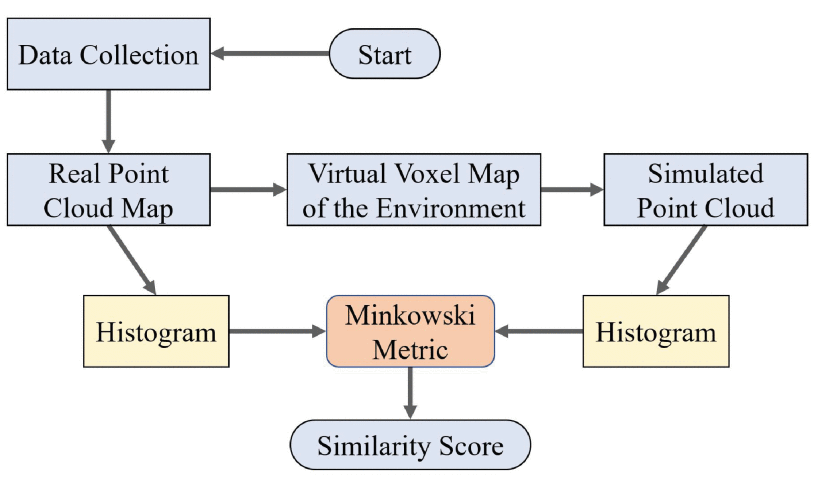 Data Collection
Start
Real Point
Cloud Map
Virtual Voxel Map
of the Environment
Simulated
Point Cloud
Histogram
Minkowski
Metric
Histogram
Similarity Score